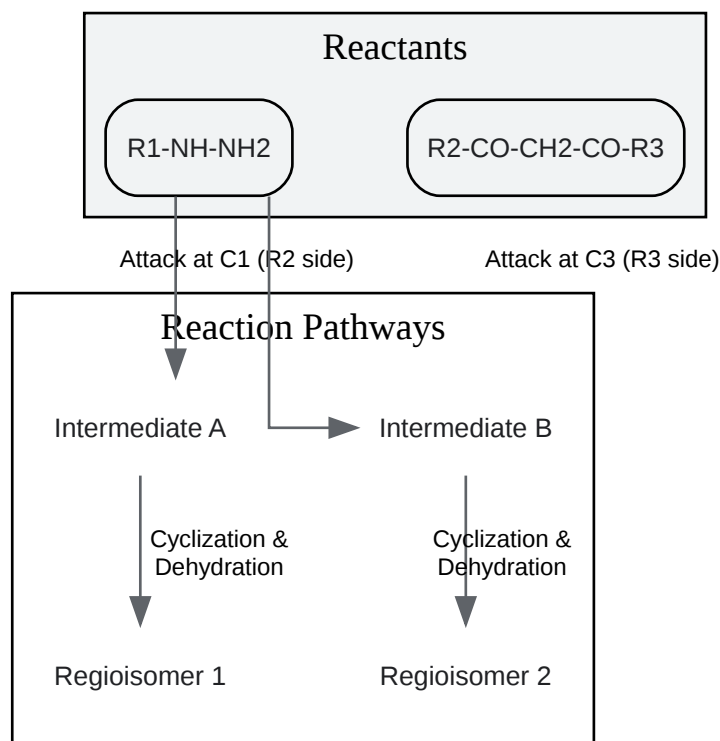 Reactants
R1-NH-NH2
R2-CO-CH2-CO-R3
Attack at C1 (R2 side)
Attack at C3 (R3 side)
Reaction Pathways
Intermediate A
Intermediate B
Cyclization &
Dehydration
Cyclization &
Dehydration
Regioisomer 1
Regioisomer 2